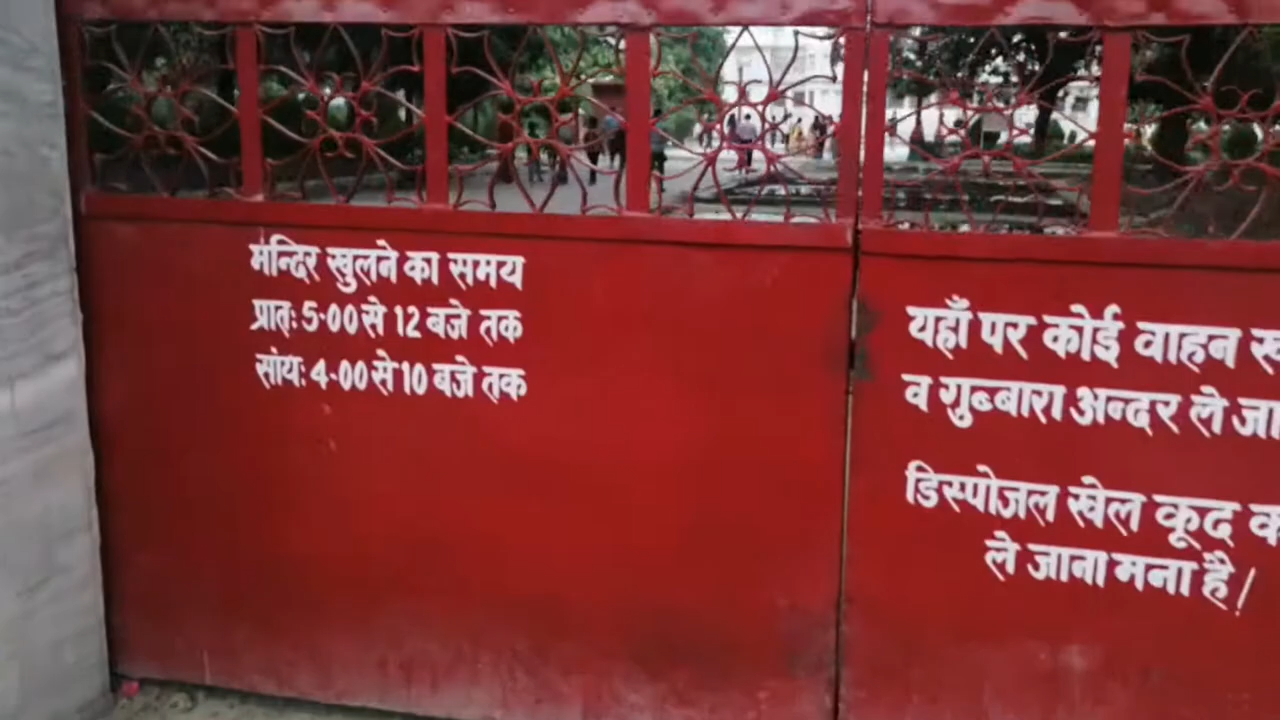 मन्दिर खुलने का समय
प्रातः 5-00 से 12 बजे तक
सांयः 4-00 से 10 बजे तक
यहाँ पर कोई वाहन
व गुब्बारा अन्दर ले
डिस्पोजल खेल कूद
ले जाना मना है!